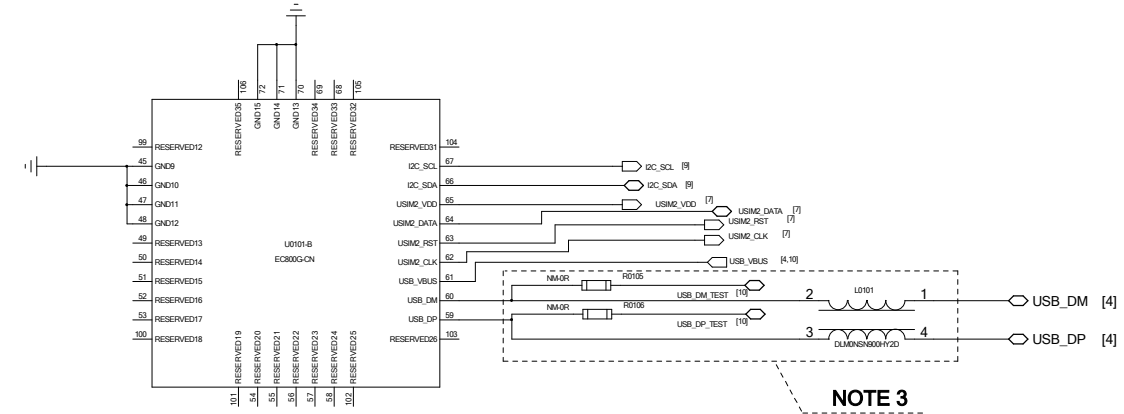 106
72
71
70
69
68
105
RESERVED35
GND15
GND14
GND13
RESERVED34
RESERVED33
RESERVED32
99 RESERVED12
45 GND9
46 GND10
47 GND11
48 GND12
49 RESERVED13
50 RESERVED14
51 RESERVED15
52 RESERVED16
53 RESERVED17
100 RESERVED18
U0101-B
EC800G-CN
RESERVED31 104
I2C_SCL 67 I2C_SCL [9]
I2C_SDA 66 I2C_SDA [9]
USIM2_VDD 65 USIM2_VDD [7]
USIM2_DATA 64 USIM2_DATA [7]
USIM2_RST 63 USIM2_RST [7]
USIM2_CLK 62 USIM2_CLK [7]
USB_VBUS 61 USB_VBUS [4,10]
USB_DM 60
USB_DP 59
RESERVED26 103
NM-0R R0105
USB_DM_TEST [10]
NM-0R R0106
USB_DP_TEST [10]
L0101
2 1
3 4
DLM0NSN900HY2D
USB_DM [4]
USB_DP [4]
RESERVED19
RESERVED20
RESERVED21
RESERVED22
RESERVED23
RESERVED24
RESERVED25
101
54
55
56
57
58
102
NOTE 3